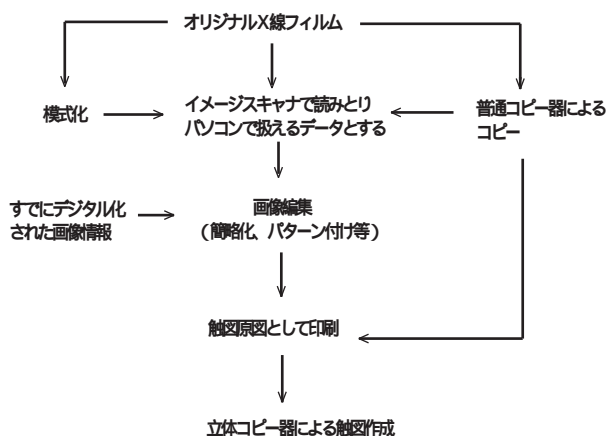 オリジナルX線フィルム
模式化
イメージスキャナで読みとり
パソコンで扱えるデータとする
普通コピー器による
コピー
すでにデジタル化
された画像情報
画像編集
(簡略化、パターン付け等)
触図原図として印刷
立体コピー器による触図作成